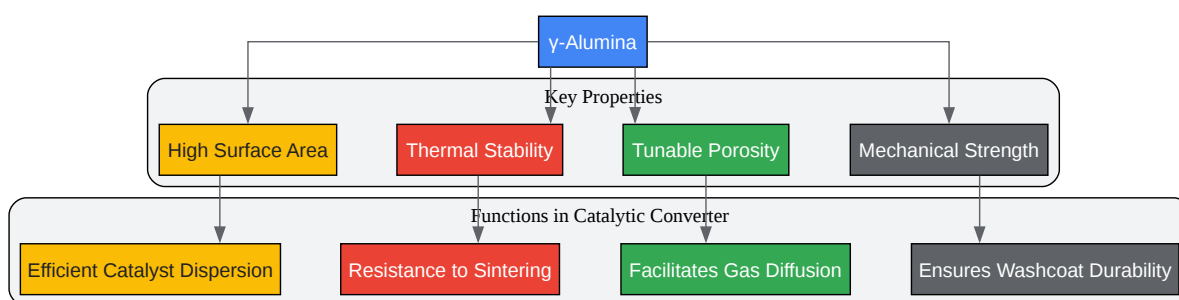 γ-Alumina
Key Properties
High Surface Area
Thermal Stability
Tunable Porosity
Mechanical Strength
Functions in Catalytic Converter
Efficient Catalyst Dispersion
Resistance to Sintering
Facilitates Gas Diffusion
Ensures Washcoat Durability